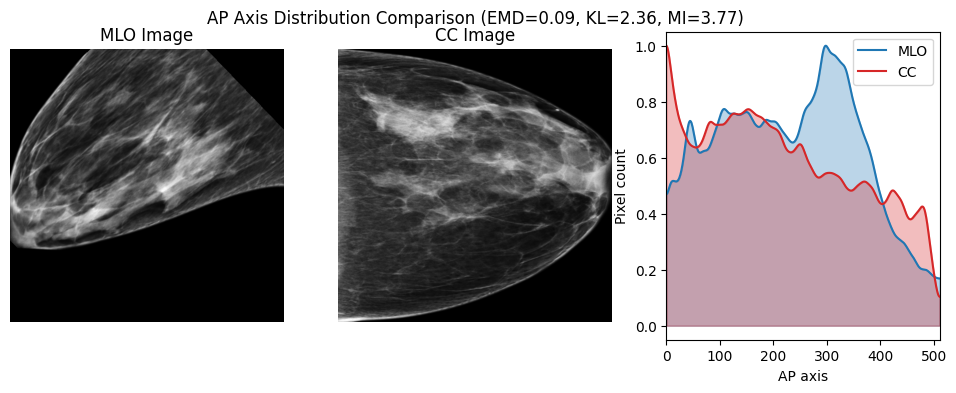 AP Axis Distribution Comparison (EMD=0.09, KL=2.36, MI=3.77)
MLO Image
CC Image
MLO
CC
Pixel count
1.0
0.8
0.6
0.4
0.2
0.0
0 100 200 300 400 500
AP axis